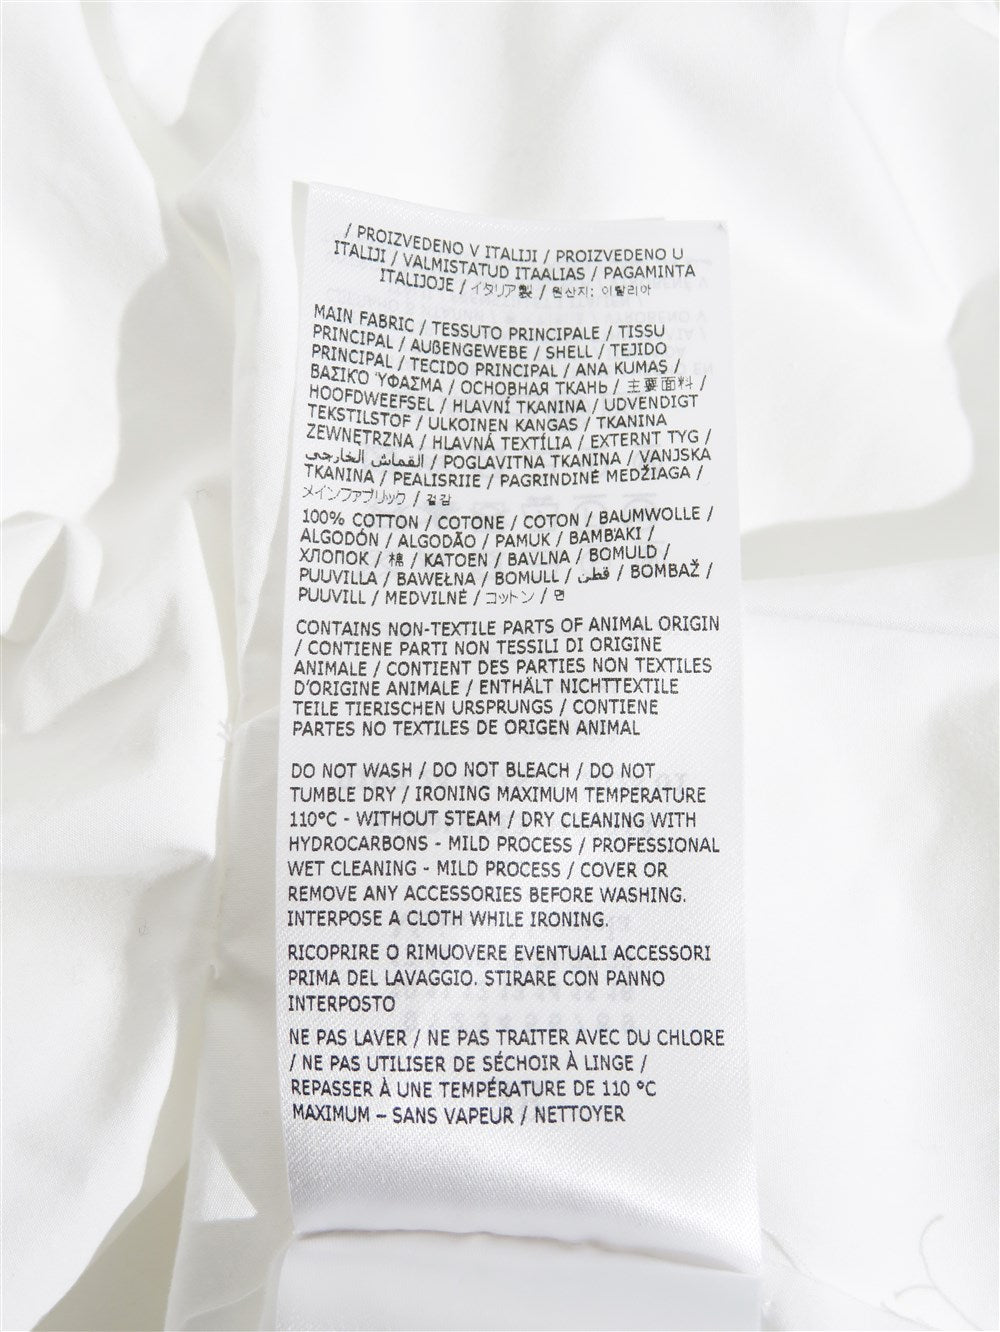 / PROIZVEDENO V ITALIJI / PROIZVEDENO U
ITALIJI / VALMISTATUD ITAALIAS / PAGAMINTA
ITALIJOJE / イタリア製 / 원산지: 이탈리아
MAIN FABRIC / TESSUTO PRINCIPALE / TISSU
PRINCIPAL / AUßENGEWEBE / SHELL / TEJIDO
PRINCIPAL / TECIDO PRINCIPAL / ANA KUMAŞ /
ΒΑΣΙΚΌ ΎΦΑΣΜΑ / ОСНОВНАЯ ТКАНЬ / 主要面料 /
HOOFDWEEFSEL / HLAVNÍ TKANINA / UDVENDIGT
TEKSTILSTOF / ULKOINEN KANGAS / TKANINA
ZEWNĘTRZNA / HLAVNÁ TEXTÍLIA / EXTERNT TYG /
القماش الخارجي / POGLAVITNA TKANINA / VANJSKA
TKANINA / PEALISRIIE / PAGRINDINĖ MEDŽIAGA /
メインファブリック / 겉감
100% COTTON / COTONE / COTON / BAUMWOLLE /
ALGODÓN / ALGODÃO / PAMUK / ΒΑΜΒΆΚΙ /
ХЛОПОК / 棉 / KATOEN / BAVLNA / BOMULD /
PUUVILLA / BAWEŁNA / BOMULL / قطن / BOMBAŽ /
PUUVILL / MEDVILNĖ / コットン / 면
CONTAINS NON-TEXTILE PARTS OF ANIMAL ORIGIN
/ CONTIENE PARTI NON TESSILI DI ORIGINE
ANIMALE / CONTIENT DES PARTIES NON TEXTILES
D'ORIGINE ANIMALE / ENTHÄLT NICHTTEXTILE
TEILE TIERISCHEN URSPRUNGS / CONTIENE
PARTES NO TEXTILES DE ORIGEN ANIMAL
DO NOT WASH / DO NOT BLEACH / DO NOT
TUMBLE DRY / IRONING MAXIMUM TEMPERATURE
110°C - WITHOUT STEAM / DRY CLEANING WITH
HYDROCARBONS - MILD PROCESS / PROFESSIONAL
WET CLEANING - MILD PROCESS / COVER OR
REMOVE ANY ACCESSORIES BEFORE WASHING.
INTERPOSE A CLOTH WHILE IRONING.
RICOPRIRE O RIMUOVERE EVENTUALI ACCESSORI
PRIMA DEL LAVAGGIO. STIRARE CON PANNO
INTERPOSTO
NE PAS LAVER / NE PAS TRAITER AVEC DU CHLORE
/ NE PAS UTILISER DE SÉCHOIR À LINGE /
REPASSER À UNE TEMPÉRATURE DE 110 °C
MAXIMUM – SANS VAPEUR / NETTOYER